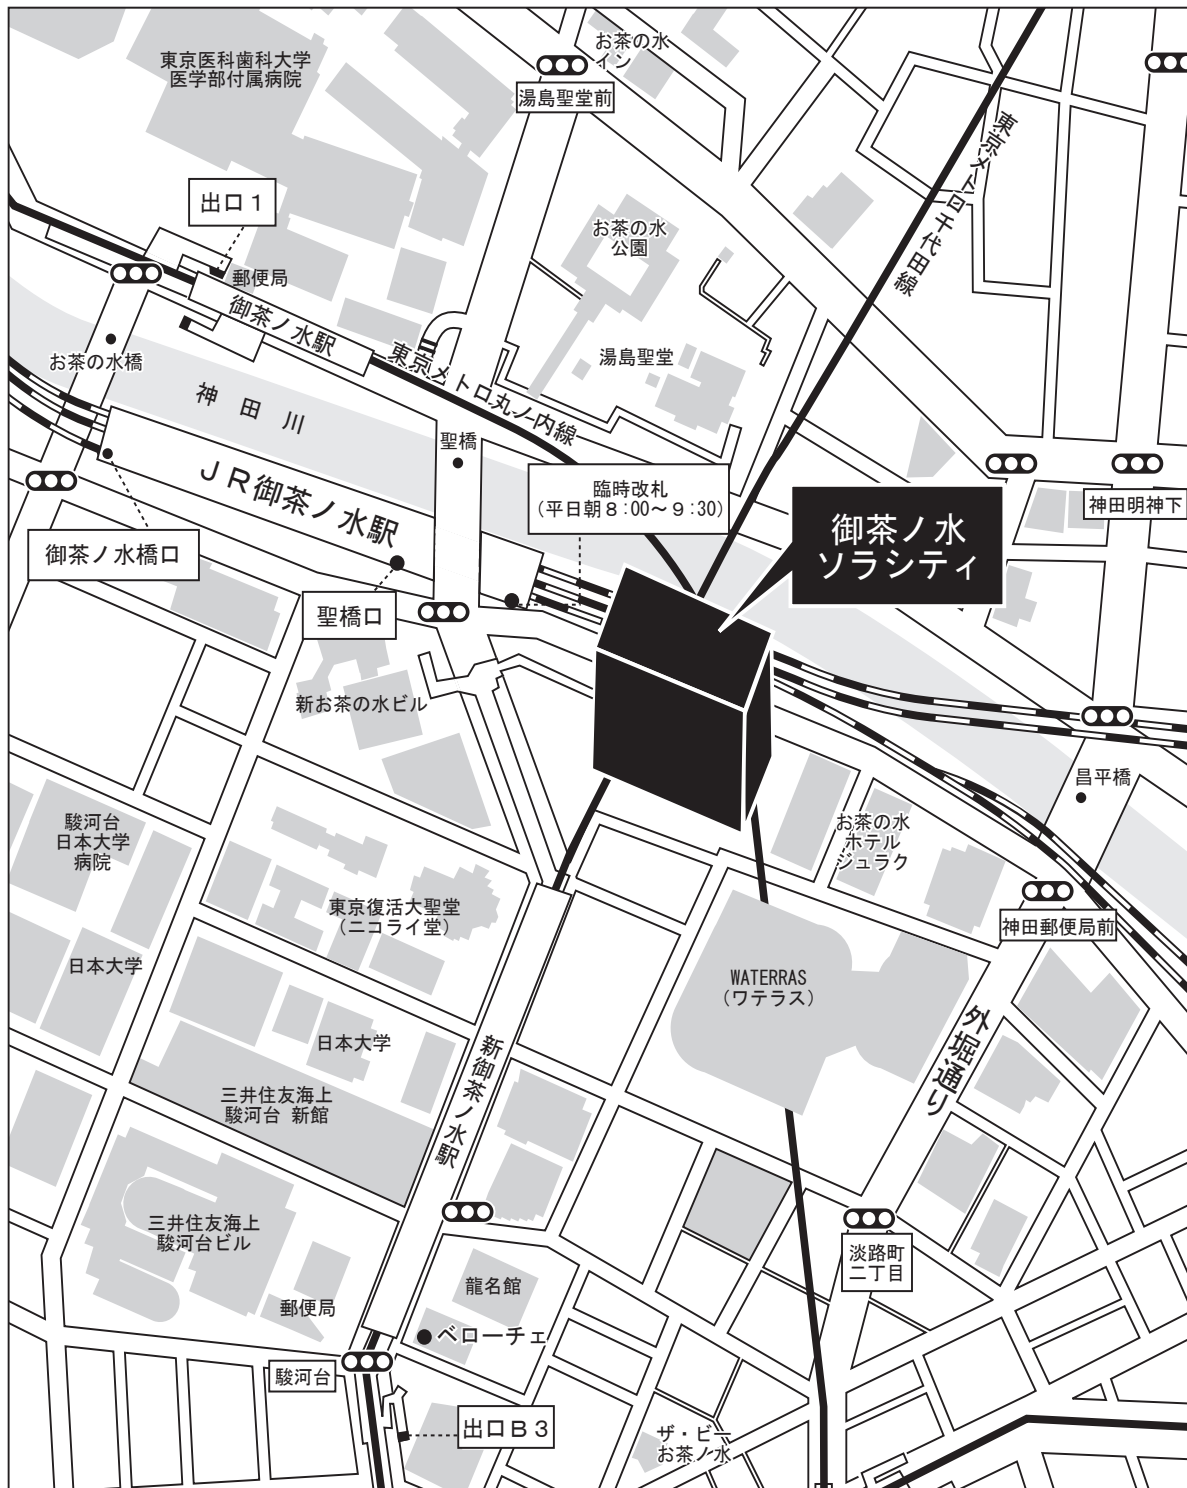 お茶の水
イン
東京医科歯科大学
医学部付属病院
湯島聖堂前
東京メトロ千代田線
出口1
お茶の水
公園
郵便局
御茶ノ水駅
お茶の水橋
東京メトロ丸ノ内線
湯島聖堂
神田川
聖橋
JR御茶ノ水駅
臨時改札
(平日朝8:00〜9:30)
御茶ノ水
ソラシティ
神田明神下
御茶ノ水橋口
聖橋口
新お茶の水ビル
昌平橋
駿河台
日本大学
病院
お茶の水
ホテル
ジュラク
東京復活大聖堂
(ニコライ堂)
神田郵便局前
日本大学
WATERRAS
(ワテラス)
外堀通り
日本大学
新御茶ノ水駅
三井住友海上
駿河台 新館
三井住友海上
駿河台ビル
淡路町
二丁目
龍名館
郵便局
ベローチェ
駿河台
出口B3
ザ・ビー
お茶ノ水